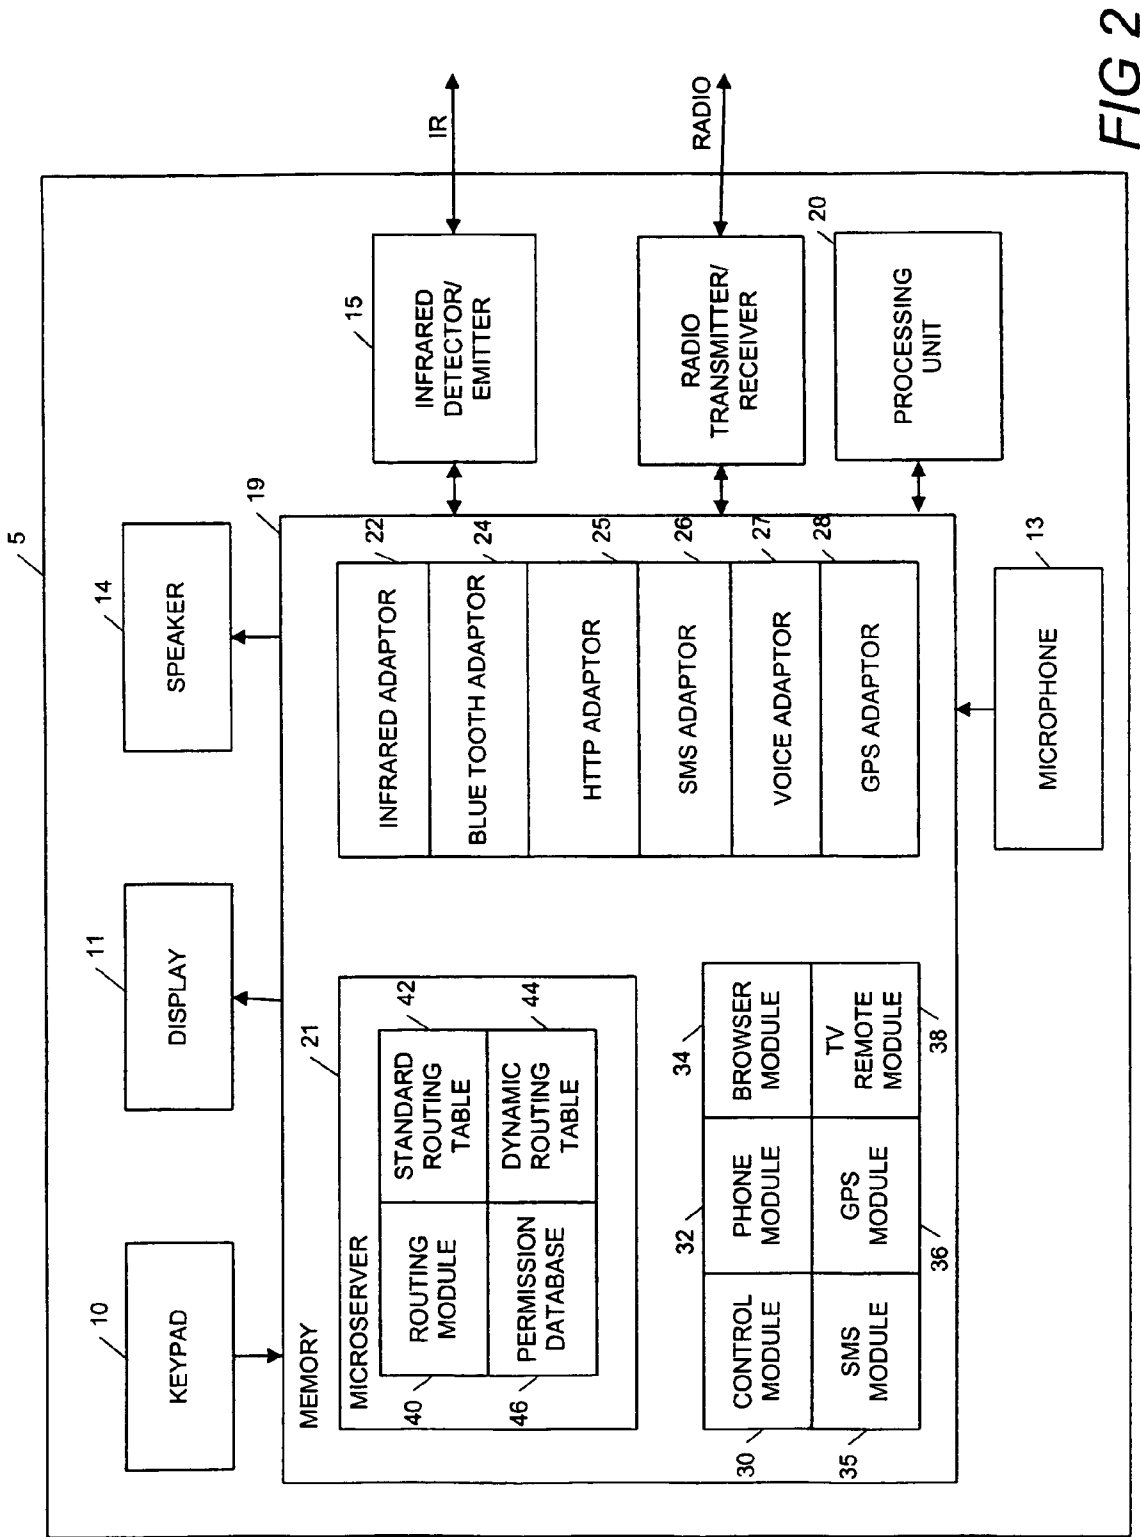 5
10
KEYPAD
11
DISPLAY
14
SPEAKER
19
MEMORY
21
MICROSERVER
ROUTING
MODULE
40
STANDARD
ROUTING
TABLE
42
PERMISSION
DATABASE
46
DYNAMIC
ROUTING
TABLE
44
INFRARED ADAPTOR
22
BLUE TOOTH ADAPTOR
24
HTTP ADAPTOR
25
SMS ADAPTOR
26
VOICE ADAPTOR
27
GPS ADAPTOR
28
32
34
CONTROL
MODULE
30
PHONE
MODULE
BROWSER
MODULE
SMS
MODULE
35
GPS
MODULE
36
TV
REMOTE
MODULE
38
15
INFRARED
DETECTOR/
EMITTER
IR
RADIO
TRANSMITTER/
RECEIVER
RADIO
20
PROCESSING
UNIT
13
MICROPHONE
FIG 2